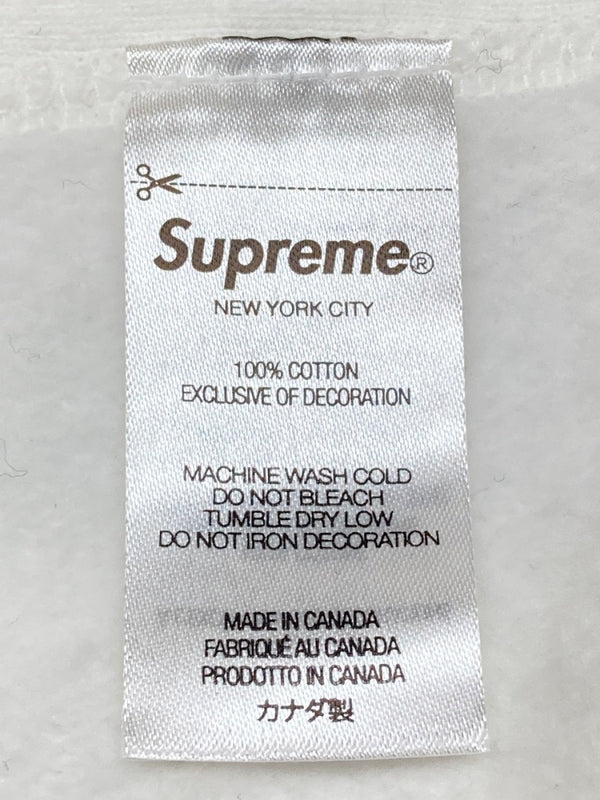 Supreme®
NEW YORK CITY
100% COTTON
EXCLUSIVE OF DECORATION
MACHINE WASH COLD
DO NOT BLEACH
TUMBLE DRY LOW
DO NOT IRON DECORATION
MADE IN CANADA
FABRIQUÉ AU CANADA
PRODOTTO IN CANADA
カナダ製